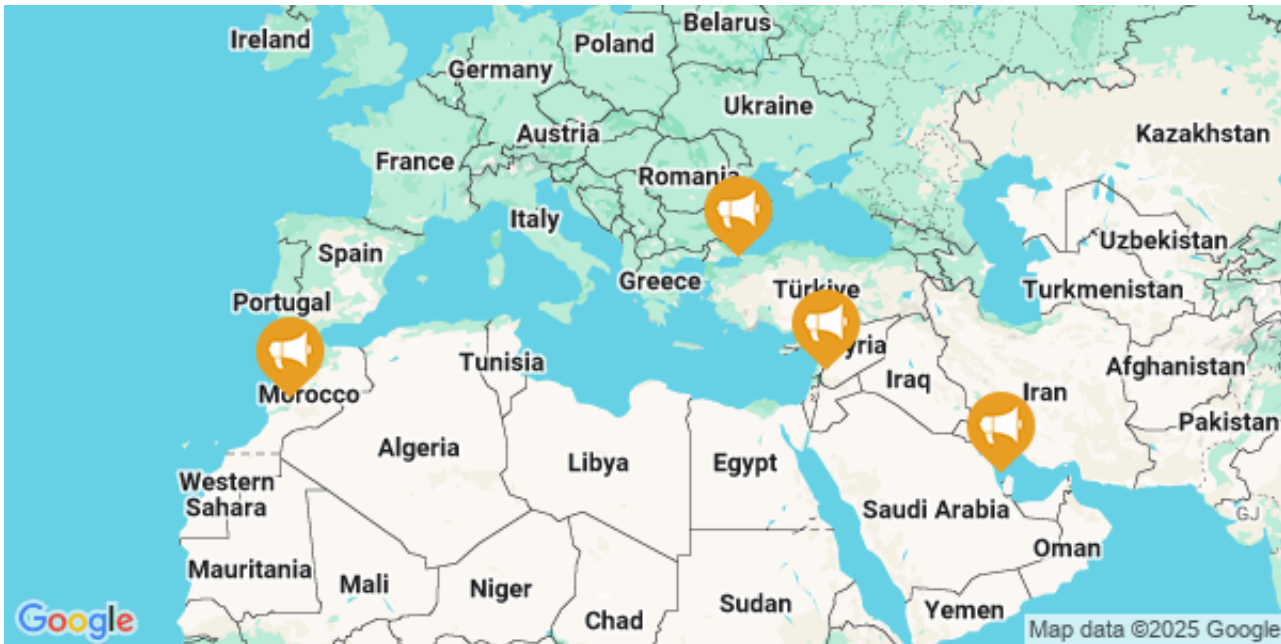 Belarus
Ireland
Poland
Germany
Ukraine
Austria
Kazakhstan
France
Romania
Italy
Uzbekistan
Spain
Greece
Türkiye
Turkmenistan
Portugal
Tunisia
yria
Afghanistan
Iraq
Iran
Morocco
Pakistan
Algeria
Libya
Egypt
Western
Sahara
Saudi Arabia
GJ
Oman
Mauritania
Mali
Niger
Sudan
Yemen
Chad
Google
Map data ©2025 Google